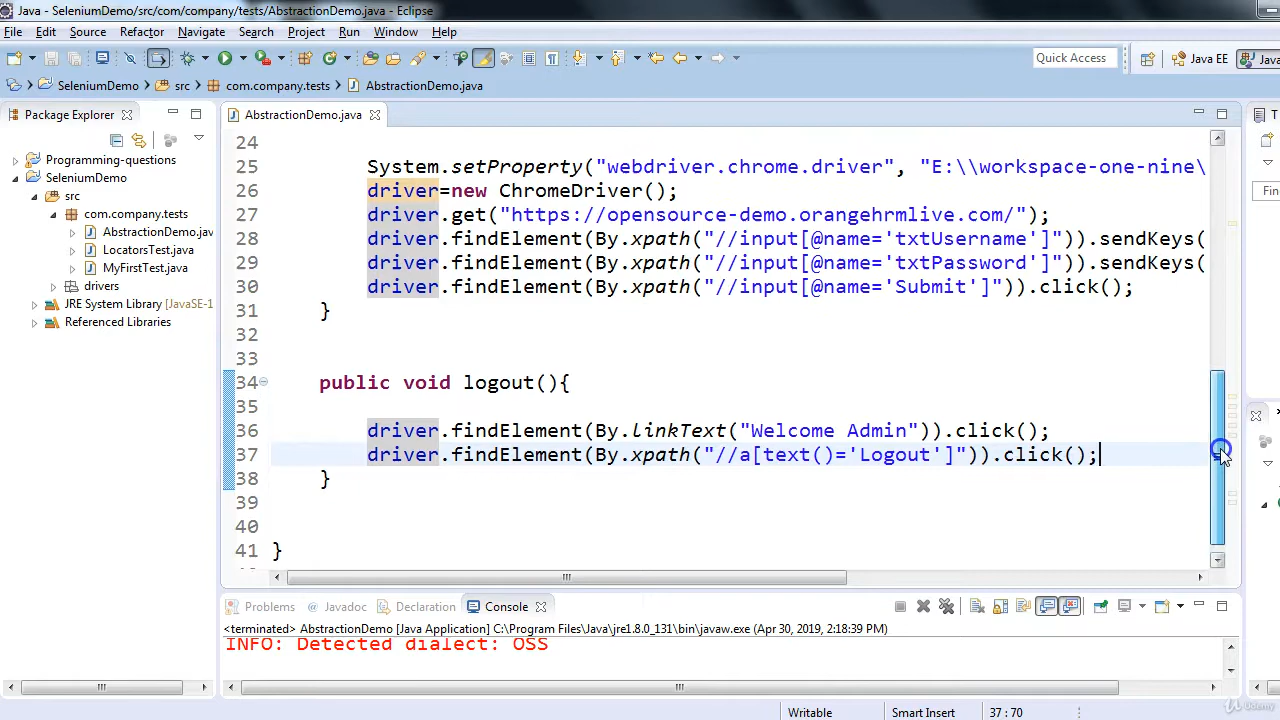 Java - SeleniumDemo/src/com/company/tests/AbstractionDemo.java - Eclipse
File Edit Source Refactor Navigate Search Project Run Window Help
Quick Access Java EE Java
SeleniumDemo src com.company.tests AbstractionDemo.java
Package Explorer
Programming-questions
SeleniumDemo
src
com.company.tests
AbstractionDemo.jav
LocatorsTest.java
MyFirstTest.java
drivers
JRE System Library [JavaSE-1
Referenced Libraries
AbstractionDemo.java
24
25 System.setProperty("webdriver.chrome.driver", "E:\\workspace-one-nine\
26 driver=new ChromeDriver();
27 driver.get("https://opensource-demo.orangehrmlive.com/");
28 driver.findElement(By.xpath("//input[@name='txtUsername']")).sendKeys(
29 driver.findElement(By.xpath("//input[@name='txtPassword']")).sendKeys(
30 driver.findElement(By.xpath("//input[@name='Submit']")).click();
31 }
32
33
34 public void logout(){
35
36 driver.findElement(By.linkText("Welcome Admin")).click();
37 driver.findElement(By.xpath("//a[text()='Logout']")).click();
38 }
39
40
41 }
T
Fin
Problems Javadoc Declaration Console
<terminated> AbstractionDemo [Java Application] C:\Program Files\Java\jre1.8.0_131\bin\javaw.exe (Apr 30, 2019, 2:18:39 PM)
INFO: Detected dialect: OSS
Writable Smart Insert 37 : 70
Udemy